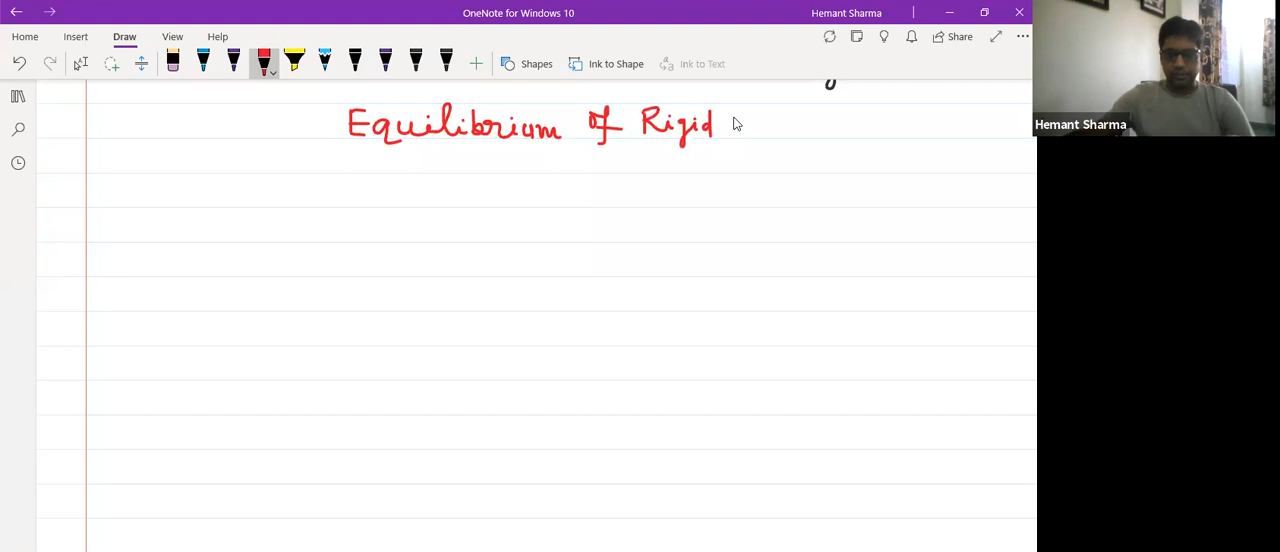 OneNote for Windows 10
Hemant Sharma
Home Insert Draw View Help
Share
Shapes
Ink to Shape
Ink to Text
Equilibrium of Rigid
Hemant Sharma